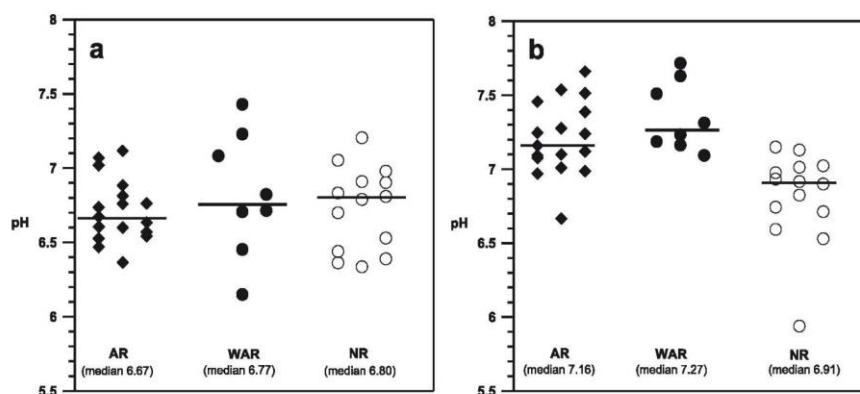 a
8
7.5
7
pH
6.5
6
5.5
AR
(median 6.67)
WAR
(median 6.77)
NR
(median 6.80)
b
8
7.5
7
pH
6.5
6
5.5
AR
(median 7.16)
WAR
(median 7.27)
NR
(median 6.91)